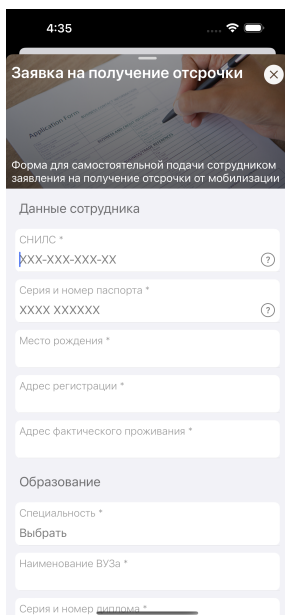 4:35
Заявка на получение отсрочки
Application Form
Форма для самостоятельной подачи сотрудником
заявления на получение отсрочки от мобилизации
Данные сотрудника
СНИЛС *
XXX-XXX-XXX-XX
?
Серия и номер паспорта *
XXXX XXXXXX
?
Место рождения *
Адрес регистрации *
Адрес фактического проживания *
Образование
Специальность *
Выбрать
Наименование ВУЗа *
Серия и номер диплома *